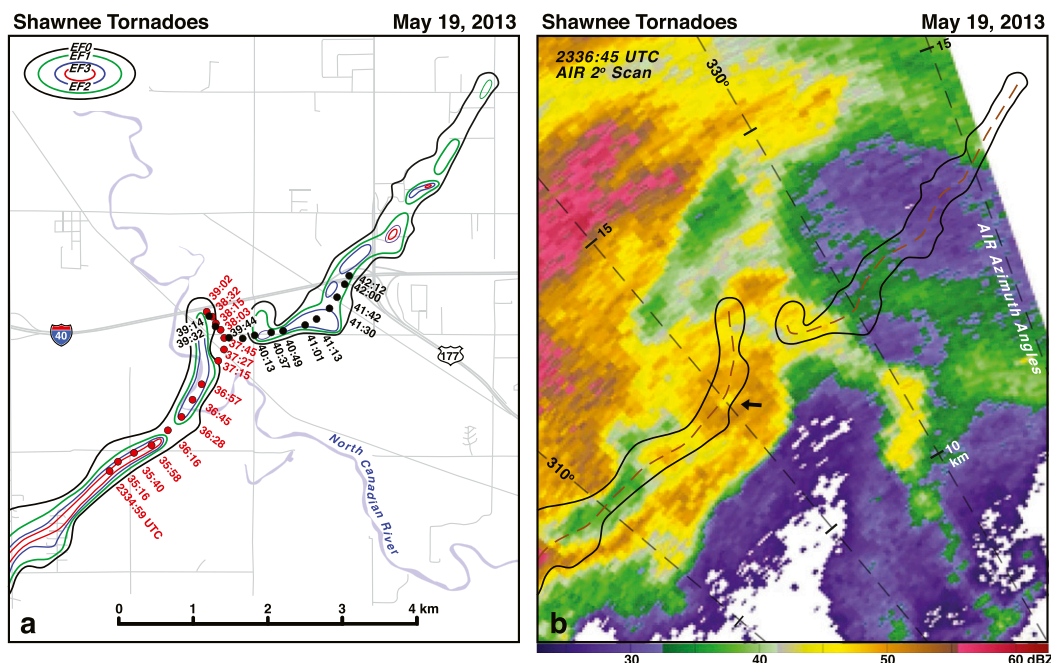 Shawnee Tornadoes
May 19, 2013
EF0
EF1
EF3
EF2
39:02
38:32
38:15
38:03
39:14
39:32
39:44
37:45
37:27
37:15
36:57
36:45
36:28
36:16
35:58
35:40
35:16
2334:59 UTC
40:13
40:37
40:49
41:01
41:13
41:30
41:42
42:00
42:12
40
177
North Canadian River
0
1
2
3
4 km
a
Shawnee Tornadoes
May 19, 2013
2336:45 UTC
AIR 2º Scan
330º
15
15
AIR Azimuth Angles
310º
10
km
b
30
40
50
60 dBZ